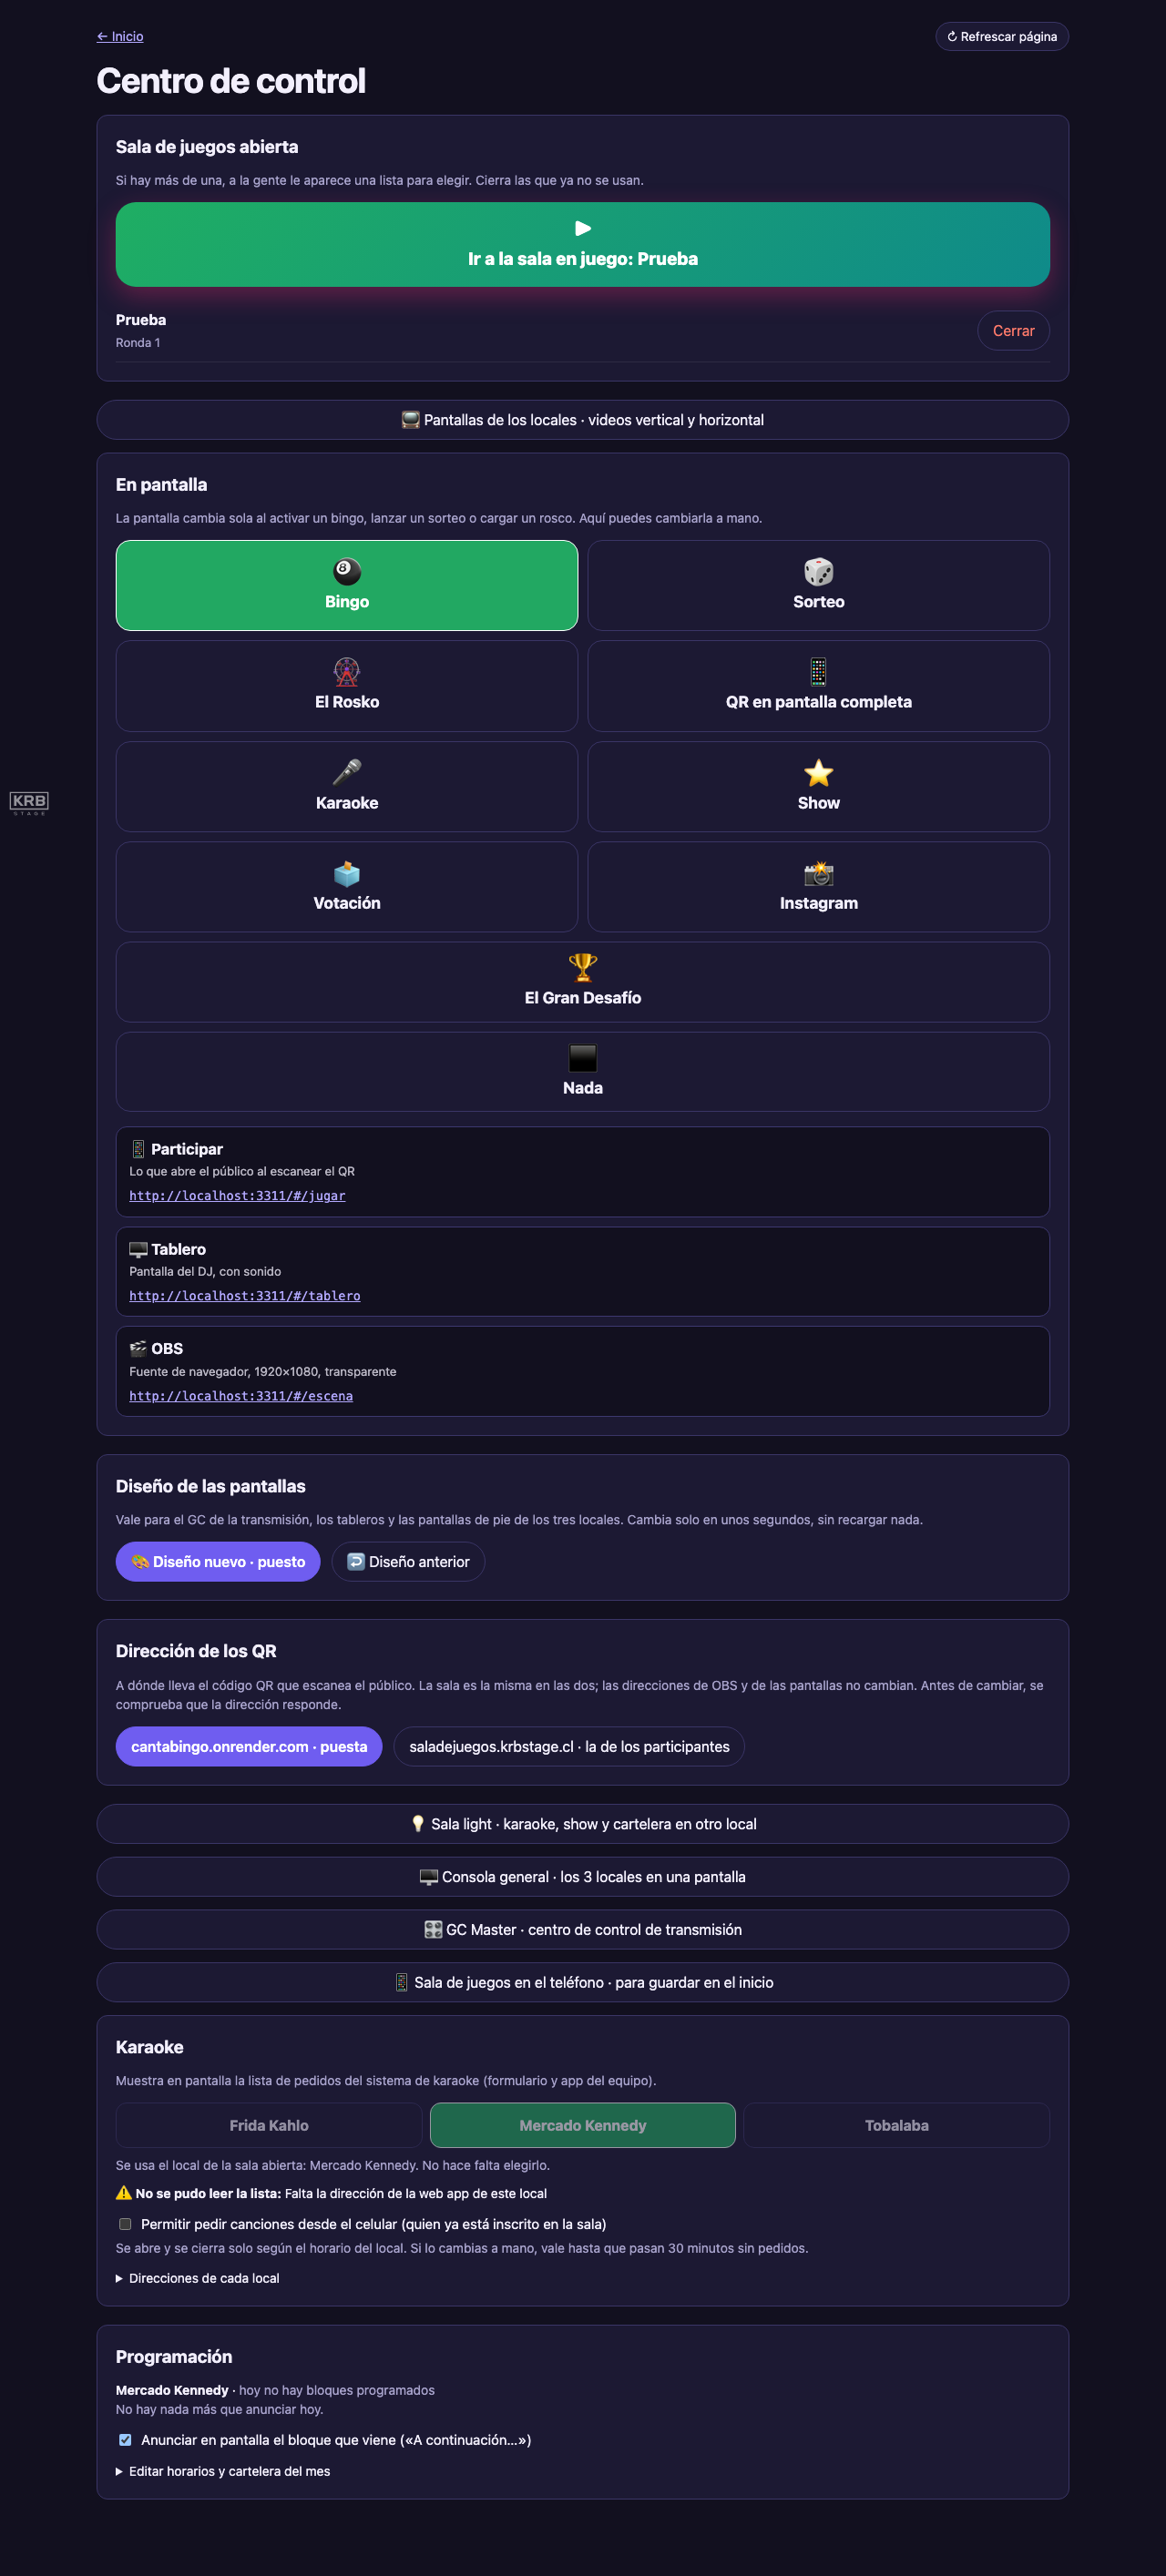 ← Inicio
↻ Refrescar página
Centro de control
Sala de juegos abierta
Si hay más de una, a la gente le aparece una lista para elegir. Cierra las que ya no se usan.
Ir a la sala en juego: Prueba
Prueba
Ronda 1
Cerrar
Pantallas de los locales · videos vertical y horizontal
En pantalla
La pantalla cambia sola al activar un bingo, lanzar un sorteo o cargar un rosco. Aquí puedes cambiarla a mano.
8
Bingo
Sorteo
El Rosko
QR en pantalla completa
Karaoke
Show
KRB
STAGE
Votación
Instagram
El Gran Desafío
Nada
Participar
Lo que abre el público al escanear el QR
http://localhost:3311/#/jugar
Tablero
Pantalla del DJ, con sonido
http://localhost:3311/#/tablero
OBS
Fuente de navegador, 1920×1080, transparente
http://localhost:3311/#/escena
Diseño de las pantallas
Vale para el GC de la transmisión, los tableros y las pantallas de pie de los tres locales. Cambia solo en unos segundos, sin recargar nada.
Diseño nuevo · puesto
Diseño anterior
Dirección de los QR
A dónde lleva el código QR que escanea el público. La sala es la misma en las dos; las direcciones de OBS y de las pantallas no cambian. Antes de cambiar, se
comprueba que la dirección responde.
cantabingo.onrender.com · puesta
saladejuegos.krbstage.cl · la de los participantes
Sala light · karaoke, show y cartelera en otro local
Consola general · los 3 locales en una pantalla
GC Master · centro de control de transmisión
Sala de juegos en el teléfono · para guardar en el inicio
Karaoke
Muestra en pantalla la lista de pedidos del sistema de karaoke (formulario y app del equipo).
Frida Kahlo
Mercado Kennedy
Tobalaba
Se usa el local de la sala abierta: Mercado Kennedy. No hace falta elegirlo.
⚠️ No se pudo leer la lista: Falta la dirección de la web app de este local
Permitir pedir canciones desde el celular (quien ya está inscrito en la sala)
Se abre y se cierra solo según el horario del local. Si lo cambias a mano, vale hasta que pasan 30 minutos sin pedidos.
▶ Direcciones de cada local
Programación
Mercado Kennedy · hoy no hay bloques programados
No hay nada más que anunciar hoy.
Anunciar en pantalla el bloque que viene («A continuación…»)
▶ Editar horarios y cartelera del mes